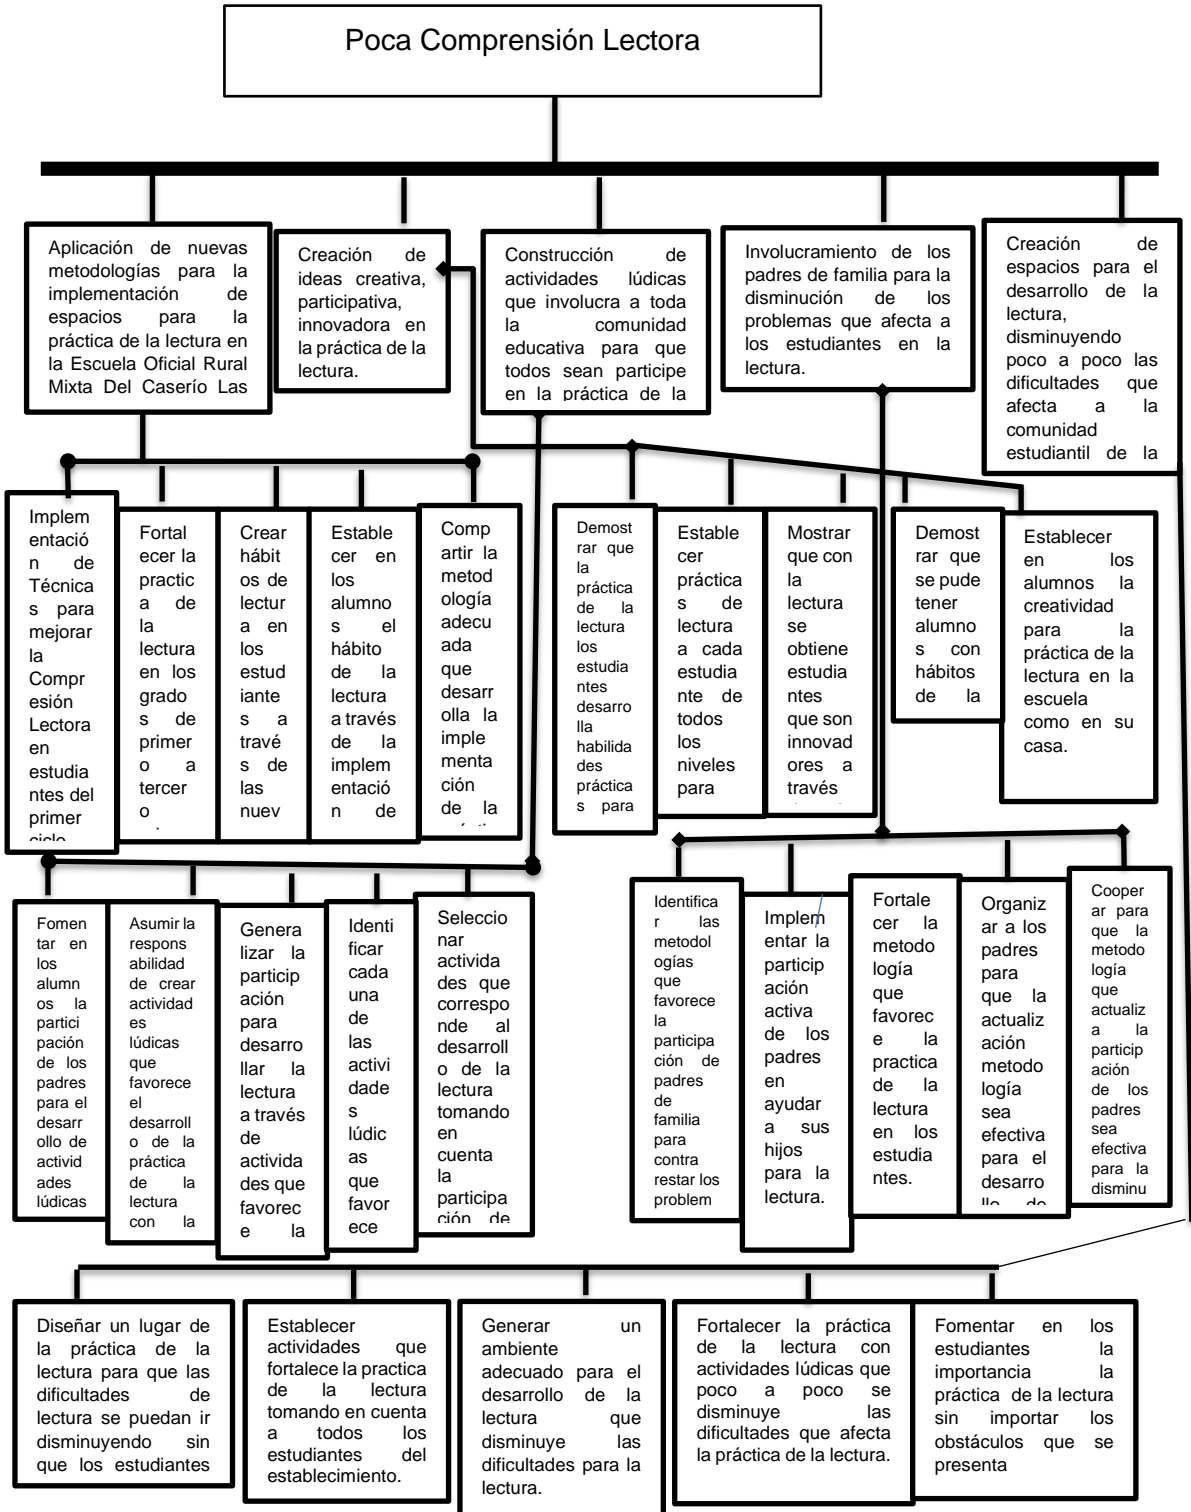 Poca Comprensión Lectora
Aplicación de nuevas
metodologías para la
implementación de
espacios para la
práctica de la lectura en
la Escuela Oficial Rural
Mixta Del Caserío Las
Creación de
ideas creativa,
participativa,
innovadora en
la práctica de la
lectura.
Construcción de
actividades lúdicas
que involucra a toda
la comunidad
educativa para que
todos sean participe
en la práctica de la
Involucramiento de los
padres de familia para la
disminución de los
problemas que afecta a
los estudiantes en la
lectura.
Creación de
espacios para el
desarrollo de la
lectura,
disminuyendo
poco a poco las
dificultades que
afecta a la
comunidad
estudiantil de la
Implem
entació
n de
Técnica
s para
mejorar
la
Compr
esión
Lectora
en
estudia
ntes del
primer
ciclo
Fortal
ecer la
practic
a de
la
lectura
en los
grado
s de
primer
o a
tercer
o
Crear
hábit
os de
lectur
a en
los
estud
iante
s a
travé
s de
las
nuev
Estable
cer en
los
alumno
s el
hábito
de la
lectura
a través
de la
implem
entació
n de
Comp
artir la
metod
ología
adecu
ada
que
desarr
olla la
imple
menta
ción
de la
Demost
rar que
la
práctica
de la
lectura
los
estudia
ntes
desarro
lla
habilida
des
práctica
s para
Estable
cer
práctica
s de
lectura
a cada
estudia
nte de
todos
los
niveles
para
Mostrar
que con
la
lectura
se
obtiene
estudia
ntes
que son
innovad
ores a
través
Demost
rar que
se pude
tener
alumno
s con
hábitos
de la
Establecer
en los
alumnos la
creatividad
para la
práctica de la
lectura en la
escuela
como en su
casa.
Fomen
tar en
los
alumn
os la
partici
pación
de los
padres
para el
desarr
ollo de
activid
ades
lúdicas
Asumir la
respons
abilidad
de crear
actividad
es
lúdicas
que
favorece
el
desarroll
o de la
práctica
de la
lectura
con la
Genera
lizar la
particip
ación
para
desarro
llar la
lectura
a través
de
activida
des que
favorec
e la
Identi
ficar
cada
una
de
las
activi
dade
s
lúdic
as
que
favor
ece
Seleccio
nar
activida
des que
correspo
nde al
desarroll
o de la
lectura
tomando
en
cuenta
la
participa
ción de
Identifica
r las
metodol
ogías
que
favorece
la
participa
ción de
padres
de
familia
para
contra
restar los
problem
Implem
entar la
particip
ación
activa
de los
padres
en
ayudar
a sus
hijos
para la
lectura.
Fortale
cer la
metodo
logía
que
favorec
e la
practica
de la
lectura
en los
estudia
ntes.
Organiz
ar a los
padres
para
que la
actualiz
ación
metodo
logía
sea
efectiva
para el
desarro
llo de
Cooper
ar para
que la
metodo
logía
que
actualiz
a la
particip
ación
de los
padres
sea
efectiva
para la
disminu
Diseñar un lugar de
la práctica de la
lectura para que las
dificultades de
lectura se puedan ir
disminuyendo sin
que los estudiantes
Establecer
actividades que
fortalece la practica
de la lectura
tomando en cuenta
a todos los
estudiantes del
establecimiento.
Generar un
ambiente
adecuado para el
desarrollo de la
lectura que
disminuye las
dificultades para la
lectura.
Fortalecer la práctica
de la lectura con
actividades lúdicas que
poco a poco se
disminuye las
dificultades que afecta
la práctica de la lectura.
Fomentar en los
estudiantes la
importancia la
práctica de la lectura
sin importar los
obstáculos que se
presenta